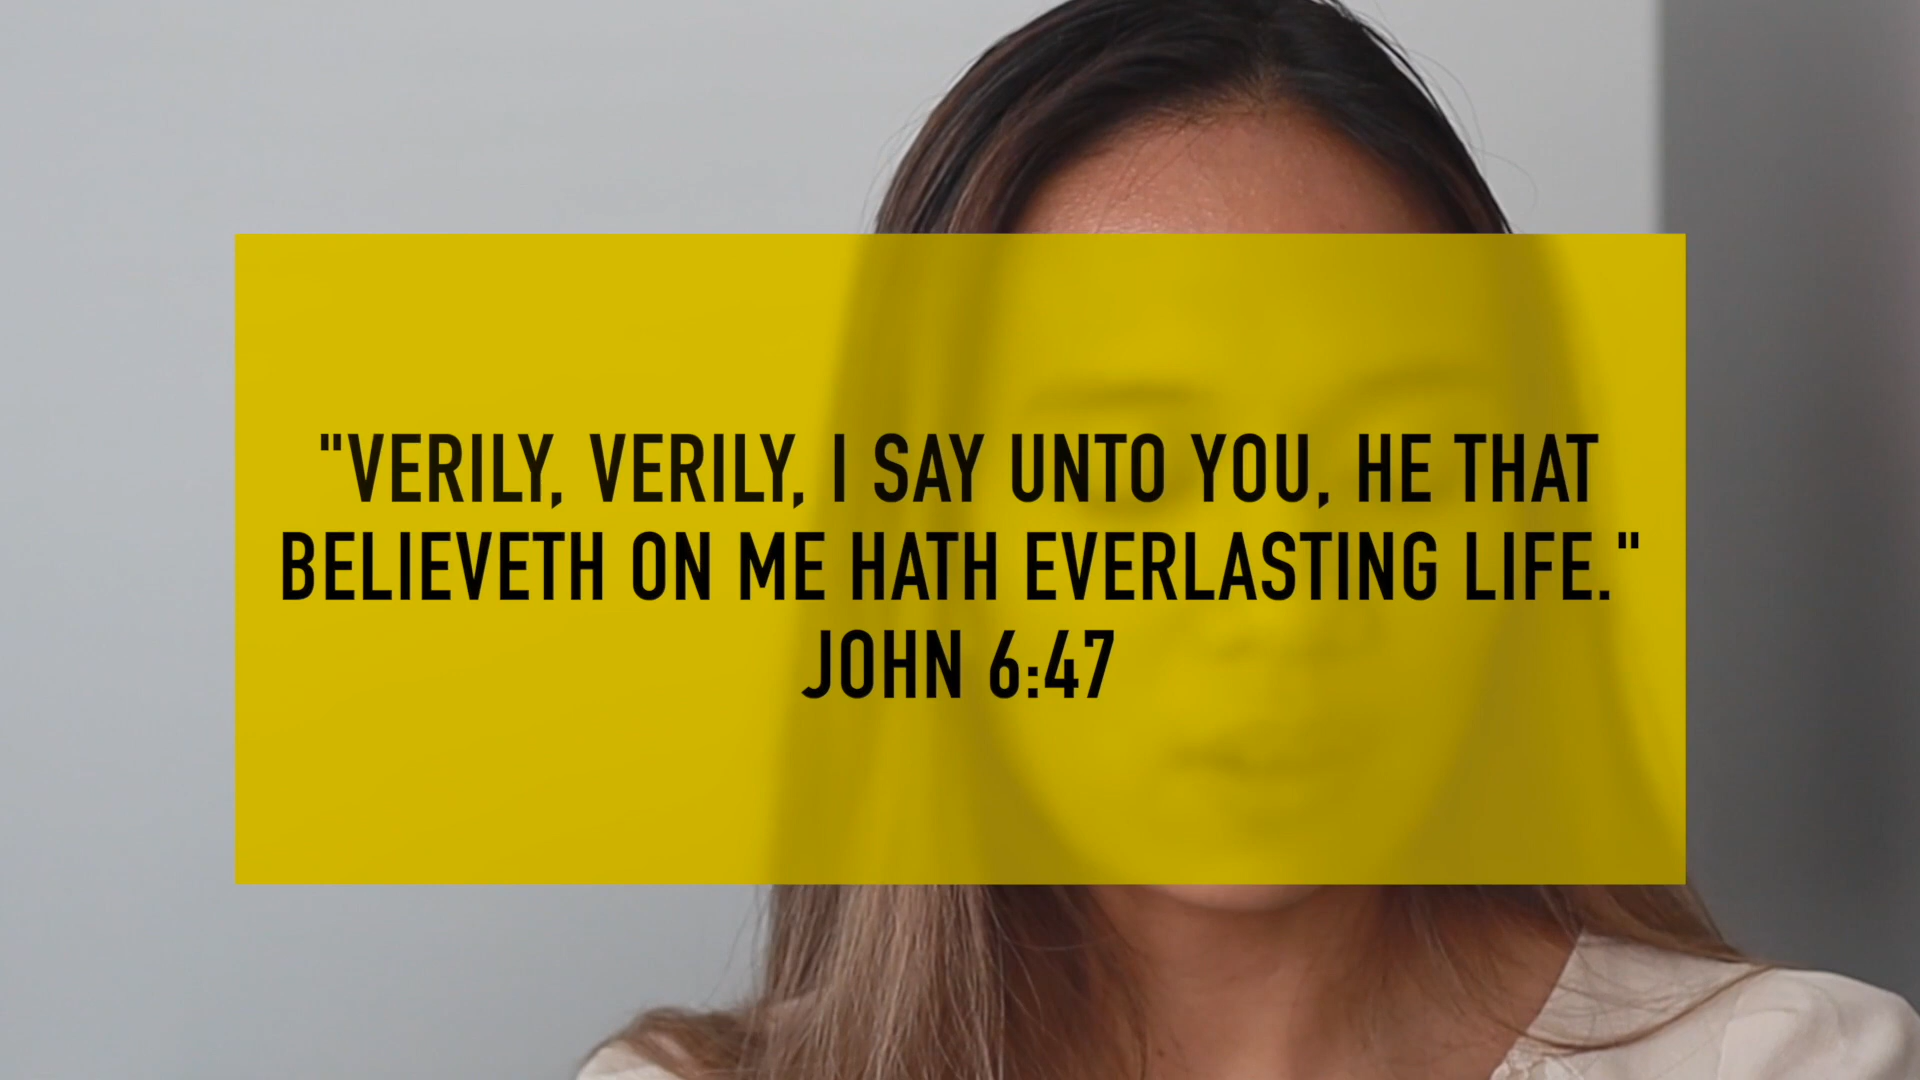 "VERILY, VERILY, I SAY UNTO YOU, HE THAT
BELIEVETH ON ME HATH EVERLASTING LIFE."
JOHN 6:47